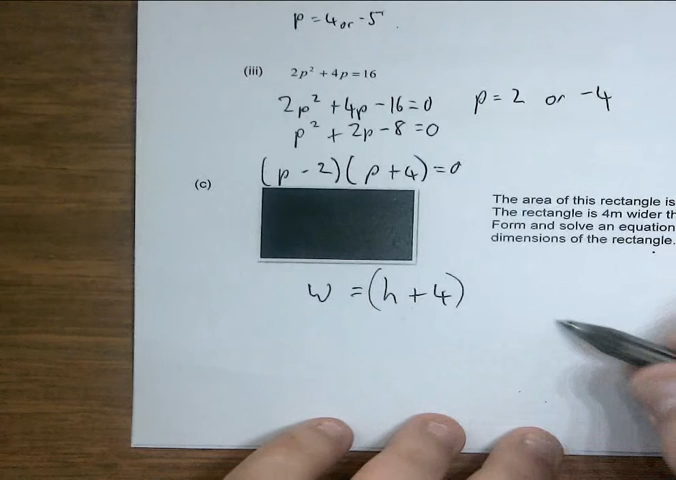 p = 4 or -5.
(iii) 2p² + 4p = 16
2p² + 4p - 16 = 0 p = 2 or -4
p² + 2p - 8 = 0
(p - 2)(p + 4) = 0
(c)
The area of this rectangle is
The rectangle is 4m wider
Form and solve an equation
dimensions of the rectangle.
w = (h + 4)